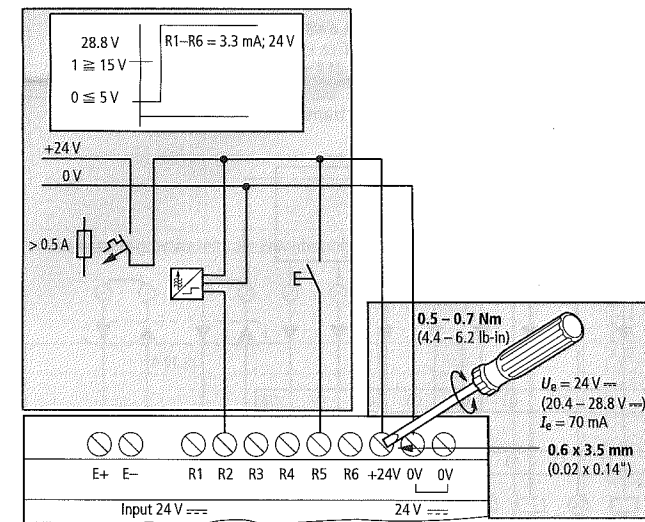 28.8 V
R1–R6 = 3.3 mA; 24 V
1 ≧ 15 V
0 ≦ 5 V
+24 V
0 V
> 0.5 A
0.5 – 0.7 Nm
(4.4 – 6.2 lb-in)
Ue = 24 V ⎓
(20.4 – 28.8 V ⎓)
Ie = 70 mA
0.6 x 3.5 mm
(0.02 x 0.14")
E+ E– R1 R2 R3 R4 R5 R6 +24V 0V 0V
Input 24 V ⎓ 24 V ⎓